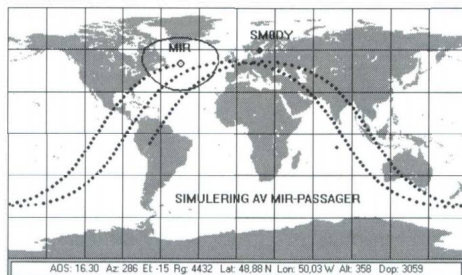 SM0DY
MIR
SIMULERING AV MIR-PASSAGER
AOS: 16.30 Az: 286 El: -15 Rg: 4432 Lat: 48,88 N Lon: 50,03 W Alt: 358 Dop: 3059